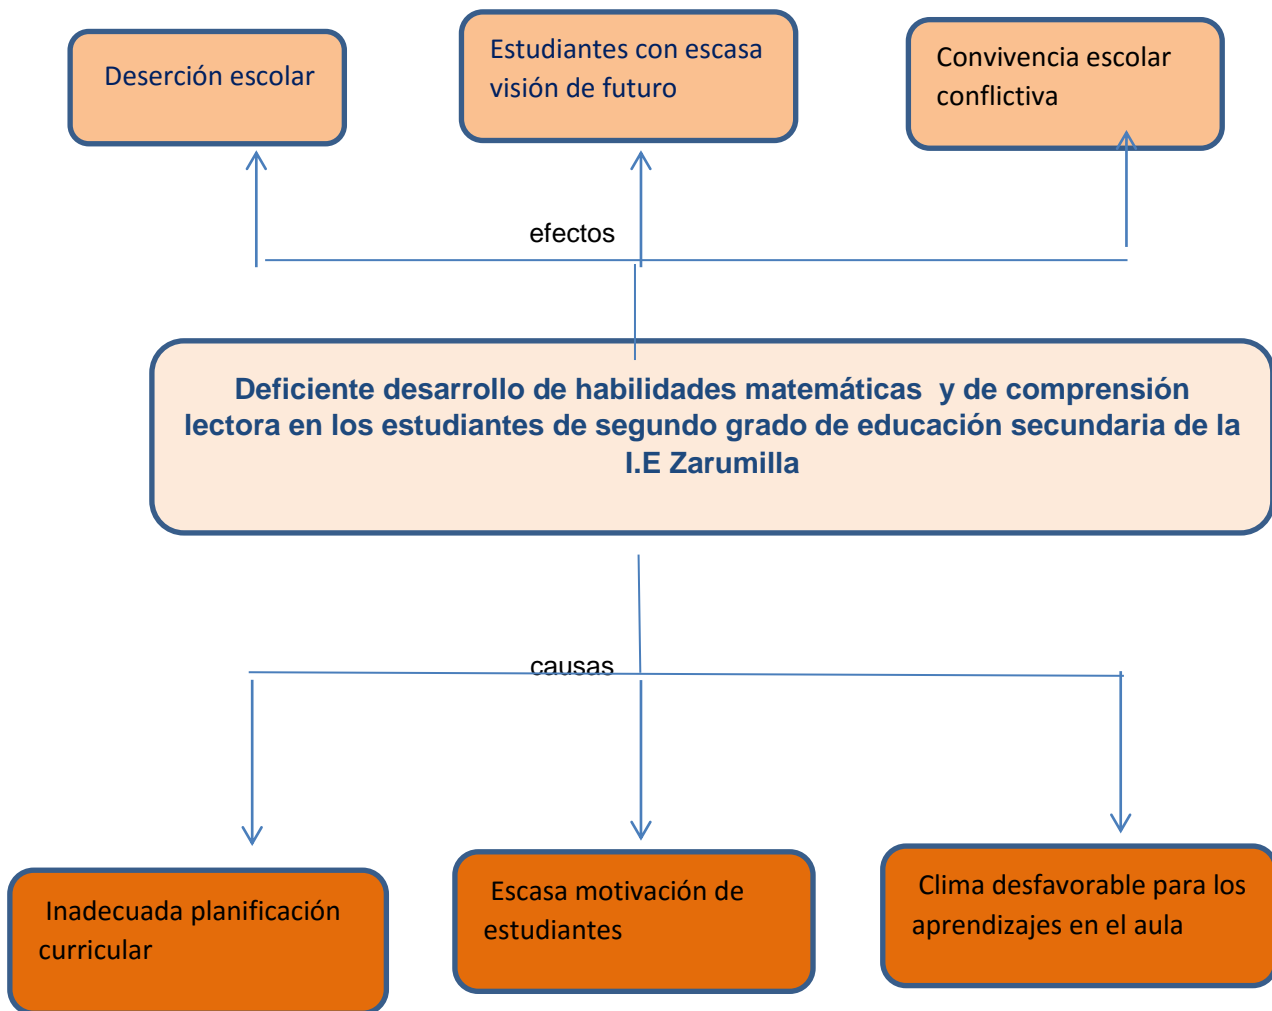 Deserción escolar
Estudiantes con escasa
visión de futuro
Convivencia escolar
conflictiva
efectos
Deficiente desarrollo de habilidades matemáticas y de comprensión
lectora en los estudiantes de segundo grado de educación secundaria de la
I.E Zarumilla
causas
Inadecuada planificación
curricular
Escasa motivación de
estudiantes
Clima desfavorable para los
aprendizajes en el aula